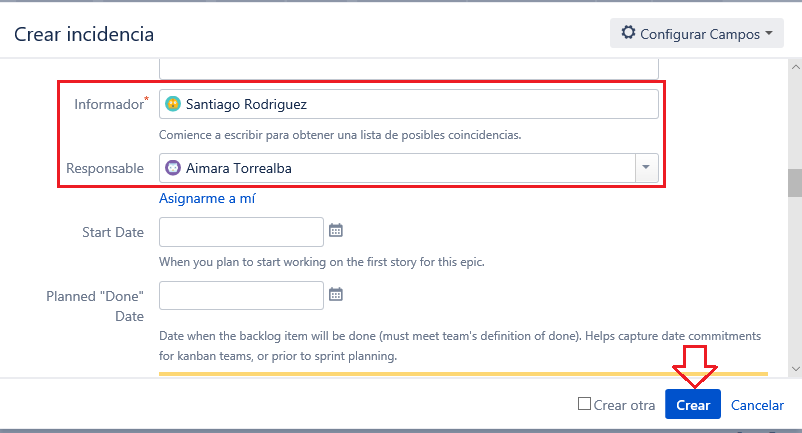 Crear incidencia
Configurar Campos
Informador*
Santiago Rodriguez
Comience a escribir para obtener una lista de posibles coincidencias.
Responsable
Aimara Torrealba
Asignarme a mí
Start Date
When you plan to start working on the first story for this epic.
Planned "Done"
Date
Date when the backlog item will be done (must meet team's definition of done). Helps capture date commitments
for kanban teams, or prior to sprint planning.
Crear otra
Crear
Cancelar